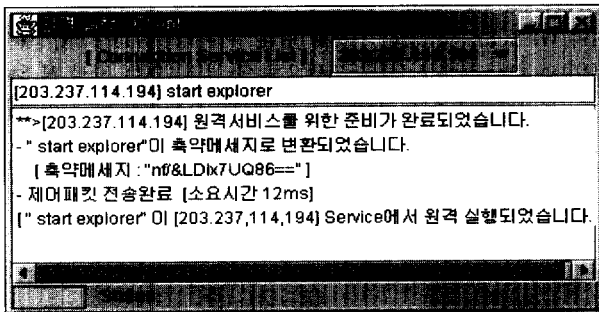 [203.237.114.194] start explorer
**>[203.237.114.194] 원격서비스를 위한 준비가 완료되었습니다.
- " start explorer"이 축약메세지로 변환되었습니다.
[ 축약메세지 : "nf/&LDlx7UQ86==" ]
- 제어패킷 전송완료 [소요시간 12ms]
[ " start explorer" 이 [203.237,114,194] Service에서 원격 실행되었습니다.